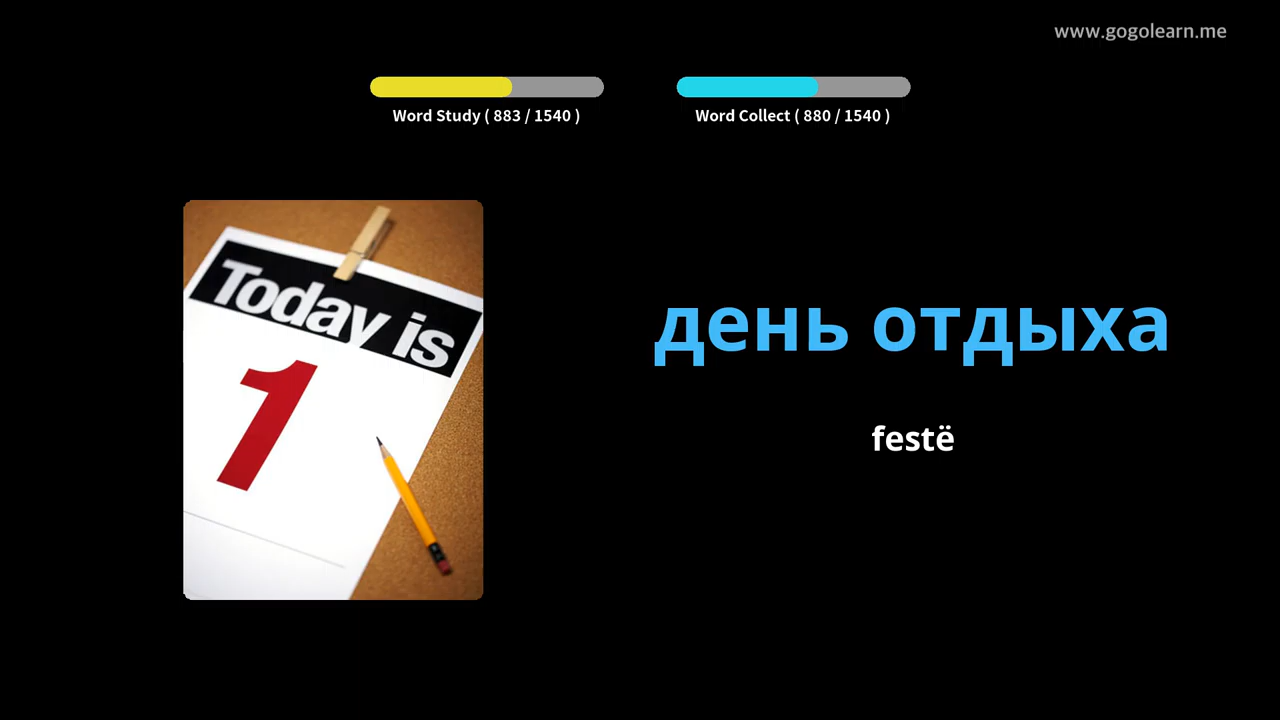 www.gogolearn.me
Word Study ( 883 / 1540 )
Word Collect ( 880 / 1540 )
Today is
1
день отдыха
festë